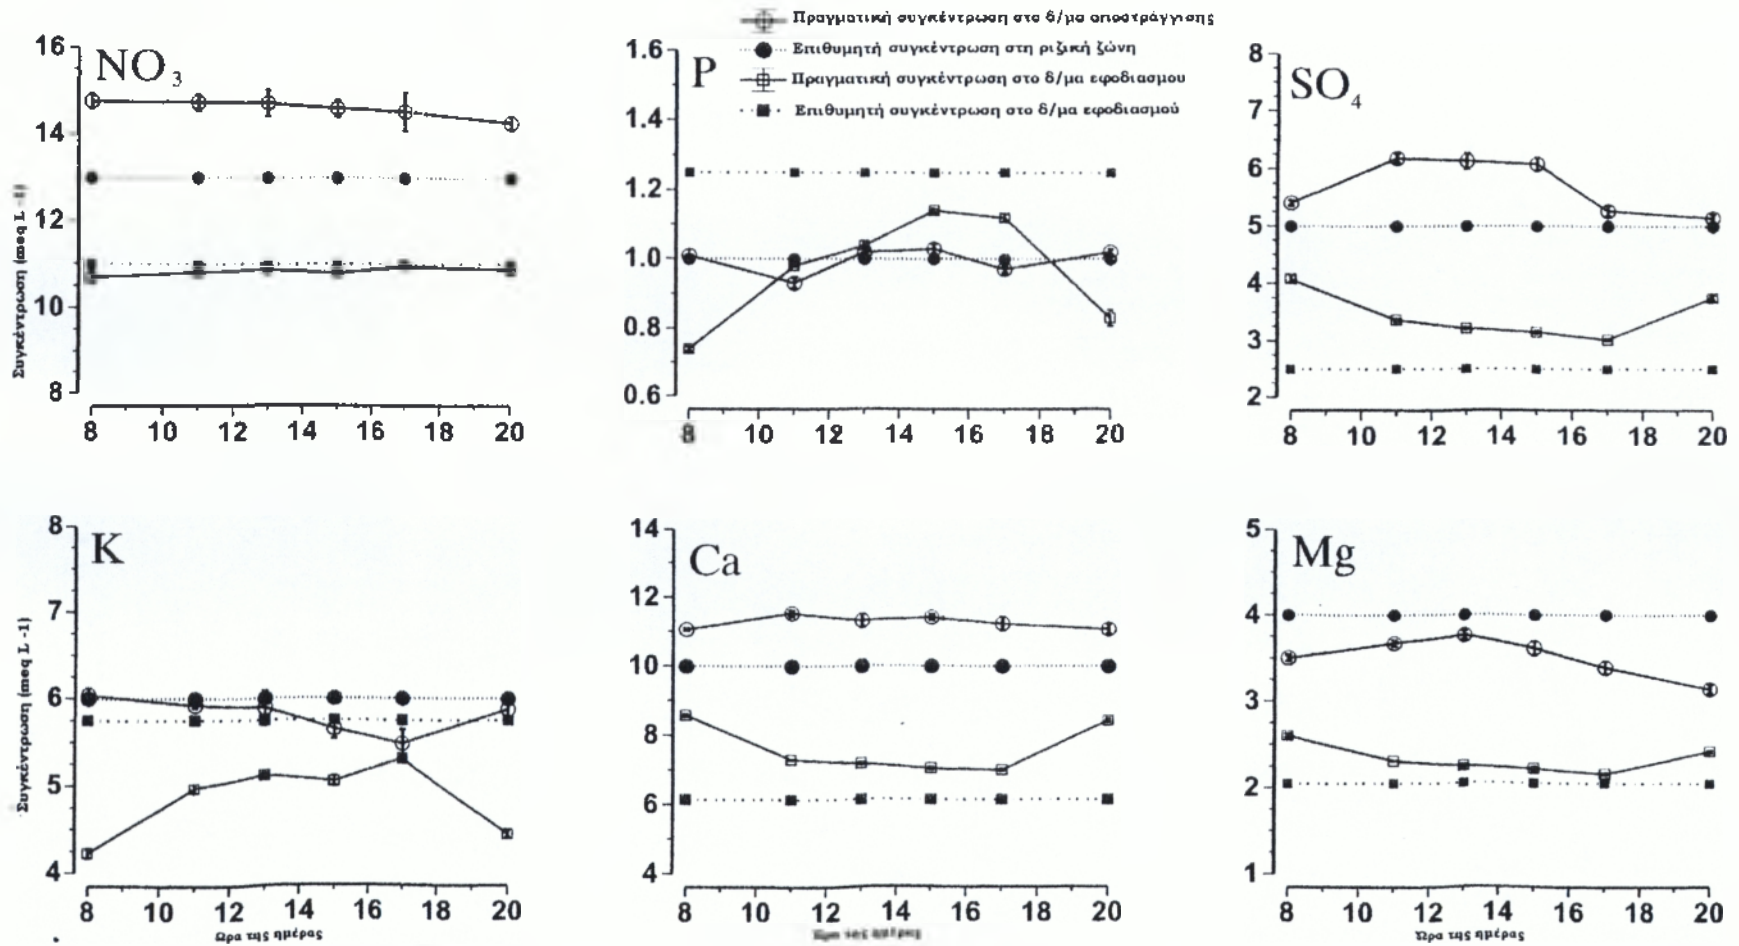 Πραγματική συγκέντρωση στο δ/μα αποστράγγισης
Επιθυμητή συγκέντρωση στη ριζική ζώνη
Πραγματική συγκέντρωση στο δ/μα εφοδιασμου
Επιθυμητή συγκέντρωση στο δ/μα εφοδιασμού
NO3
16
14
12
10
8
Συγκέντρωση (meq L -1)
8 10 12 14 16 18 20
P
1.6
1.4
1.2
1.0
0.8
0.6
8 10 12 14 16 18 20
SO4
8
7
6
5
4
3
2
8 10 12 14 16 18 20
K
8
7
6
5
4
Συγκέντρωση (meq L -1)
8 10 12 14 16 18 20
Ωρα της ημέρας
Ca
14
12
10
8
6
4
8 10 12 14 16 18 20
Ωρα της ημέρας
Mg
5
4
3
2
1
8 10 12 14 16 18 20
Ώρα της ημέρας